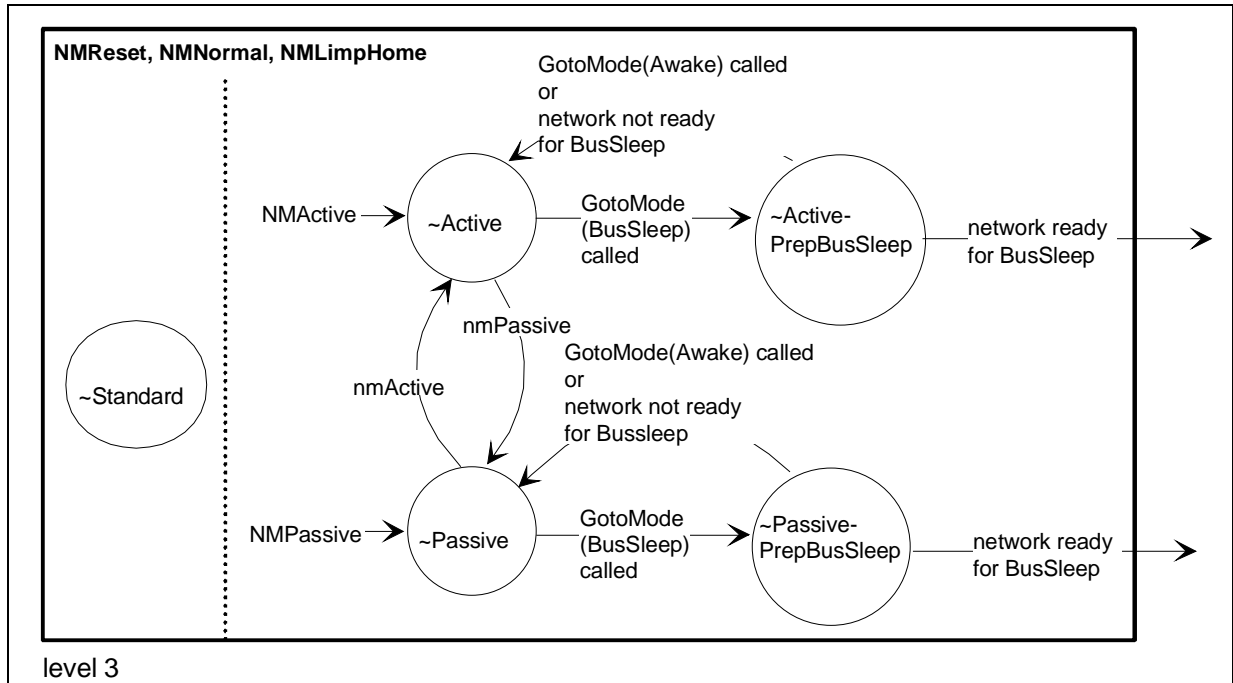 NMReset, NMNormal, NMLimpHome
GotoMode(Awake) called
or
network not ready
for BusSleep
NMActive
~Active
GotoMode
(BusSleep)
called
~Active-
PrepBusSleep
network ready
for BusSleep
nmPassive
nmActive
GotoMode(Awake) called
or
network not ready
for Bussleep
~Standard
NMPassive
~Passive
GotoMode
(BusSleep)
called
~Passive-
PrepBusSleep
network ready
for BusSleep
level 3